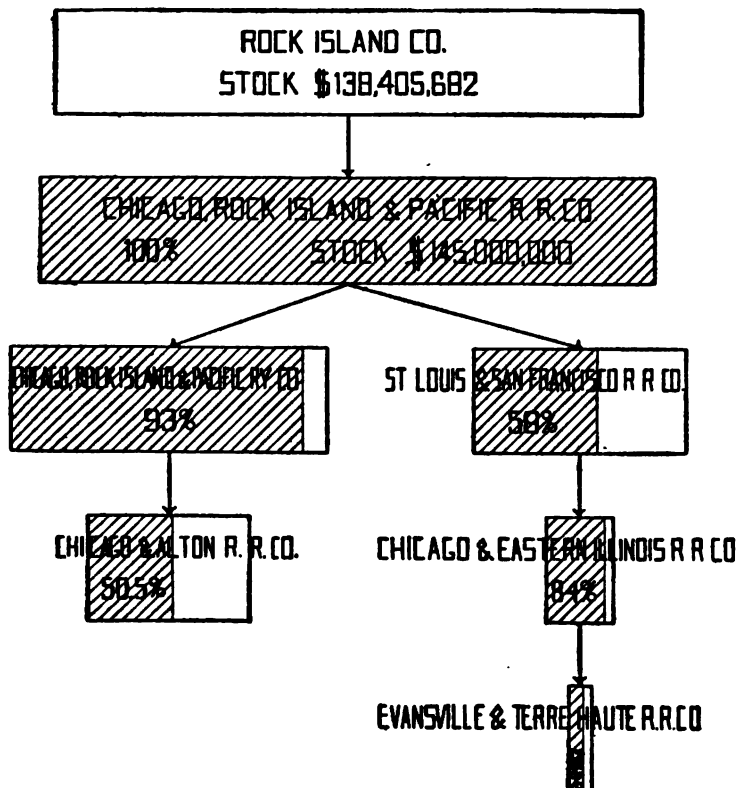 ROCK ISLAND CO.
STOCK $138,405,682
CHICAGO, ROCK ISLAND & PACIFIC R. R. CO
100% STOCK $145,000,000
CHICAGO, ROCK ISLAND & PACIFIC RY CO
93%
ST LOUIS & SAN FRANCISCO R R CO.
CHICAGO & ALTON R. R. CO.
50.5%
CHICAGO & EASTERN ILLINOIS R R CO
84%
EVANSVILLE & TERRE HAUTE R.R.CO